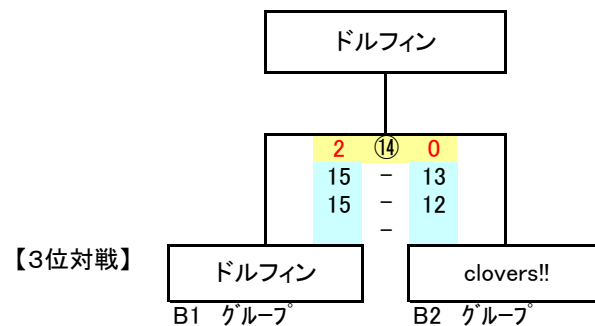 ドルフィン
2 ⑭ 0
15 - 13
15 - 12
-
【3位対戦】
ドルフィン clovers!!
B1 グループ B2 グループ